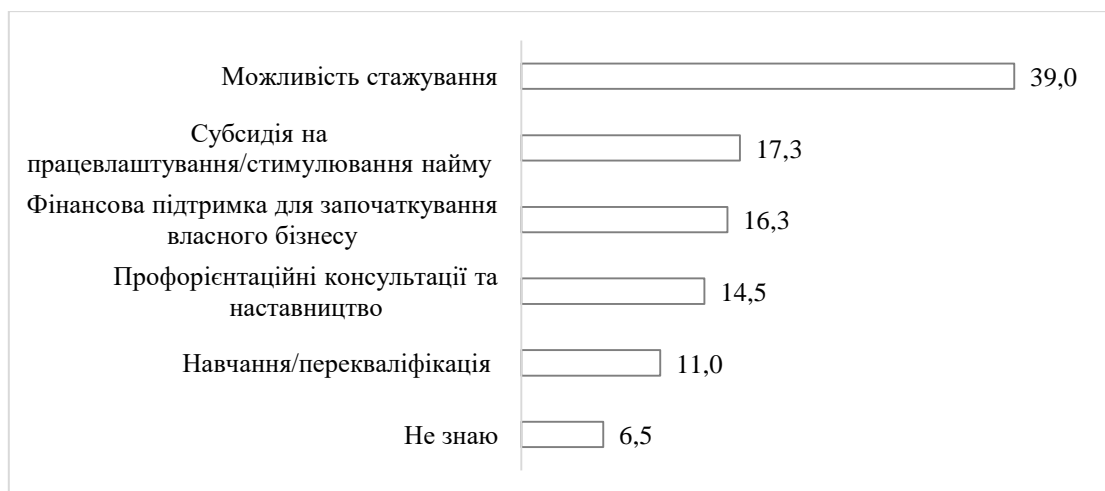 Можливість стажування
39,0
Субсидія на
працевлаштування/стимулювання найму
17,3
Фінансова підтримка для започаткування
власного бізнесу
16,3
Профорієнтаційні консультації та
наставництво
14,5
Навчання/перекваліфікація
11,0
Не знаю
6,5